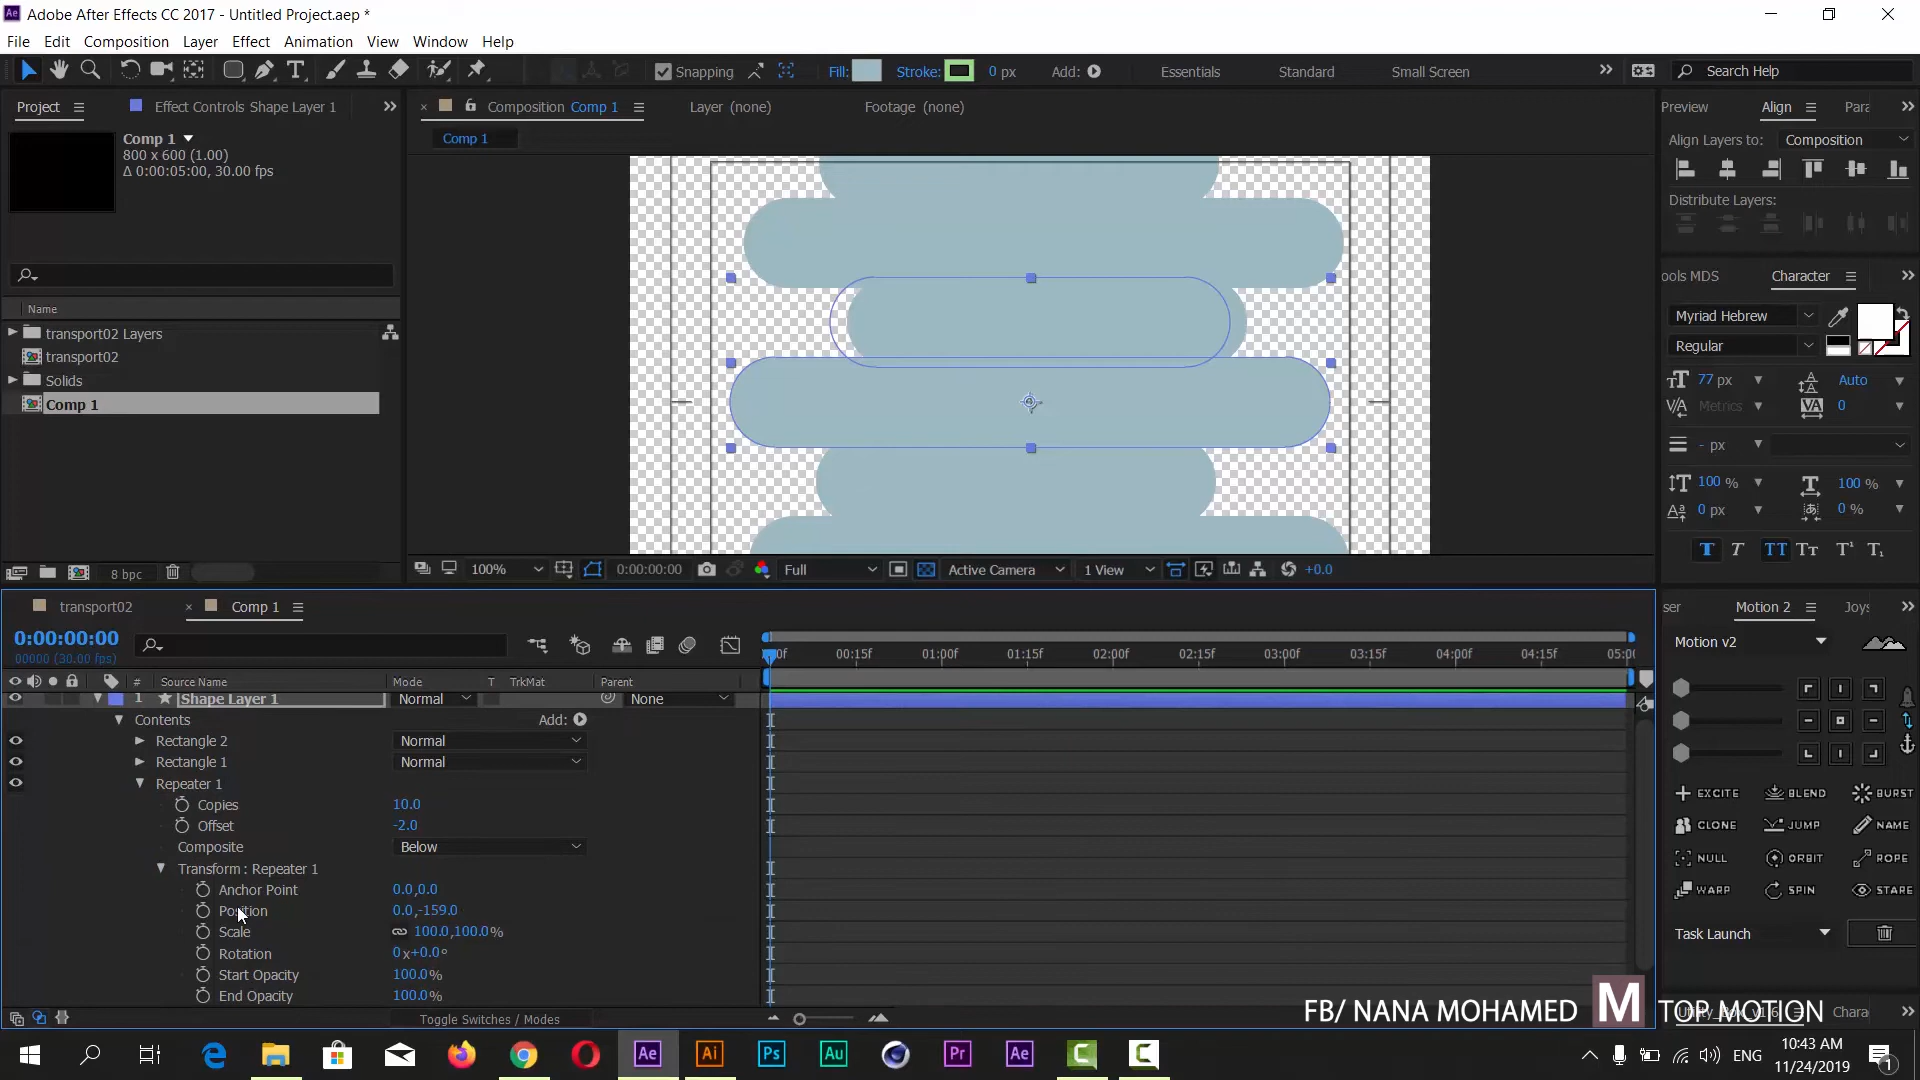 Adobe After Effects CC 2017 - Untitled Project.aep *
File Edit Composition Layer Effect Animation View Window Help
Snapping Fill: Stroke: 0 px Add: Essentials Standard Small Screen Search Help
Project Effect Controls Shape Layer 1
Composition Comp 1 Layer (none) Footage (none)
Preview Align Para
Comp 1
800 x 600 (1.00)
Δ 0:00:05:00, 30.00 fps
Comp 1
Align Layers to: Composition
Distribute Layers:
Name
transport02 Layers
transport02
Solids
Comp 1
ools MDS Character
Myriad Hebrew
Regular
77 px Auto
Metrics 0
- px
100 % 100 %
0 px 0 %
T T TT Tт T¹ T₁
8 bpc
100% 0:00:00:00 Full Active Camera 1 View +0.0
transport02 Comp 1
ser Motion 2 Joys
0:00:00:00
00000 (30.00 fps)
:00f 00:15f 01:00f 01:15f 02:00f 02:15f 03:00f 03:15f 04:00f 04:15f 05:00
Motion v2
# Source Name Mode T TrkMat Parent
1 Shape Layer 1 Normal None
Contents Add:
Rectangle 2 Normal
Rectangle 1 Normal
Repeater 1
Copies 10.0
Offset -2.0
Composite Below
Transform : Repeater 1
Anchor Point 0.0,0.0
Position 0.0,-159.0
Scale 100.0,100.0%
Rotation 0x+0.0°
Start Opacity 100.0%
End Opacity 100.0%
Toggle Switches / Modes
EXCITE BLEND BURST
CLONE JUMP NAME
NULL ORBIT ROPE
WARP SPIN STARE
Task Launch
FB/ NANA MOHAMED M TOP MOTION
Chara
Ae Ai Ps Au Pr Ae
ENG
10:43 AM
11/24/2019
1